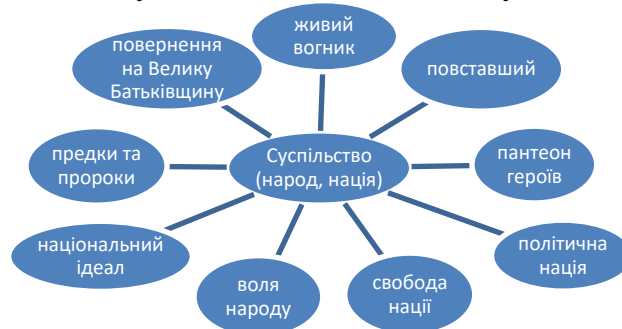 живий
вогник
повернення
на Велику
Батьківщину
повставший
предки та
пророки
Суспільство
(народ, нація)
пантеон
героїв
національний
ідеал
політична
нація
воля
народу
свобода
нації